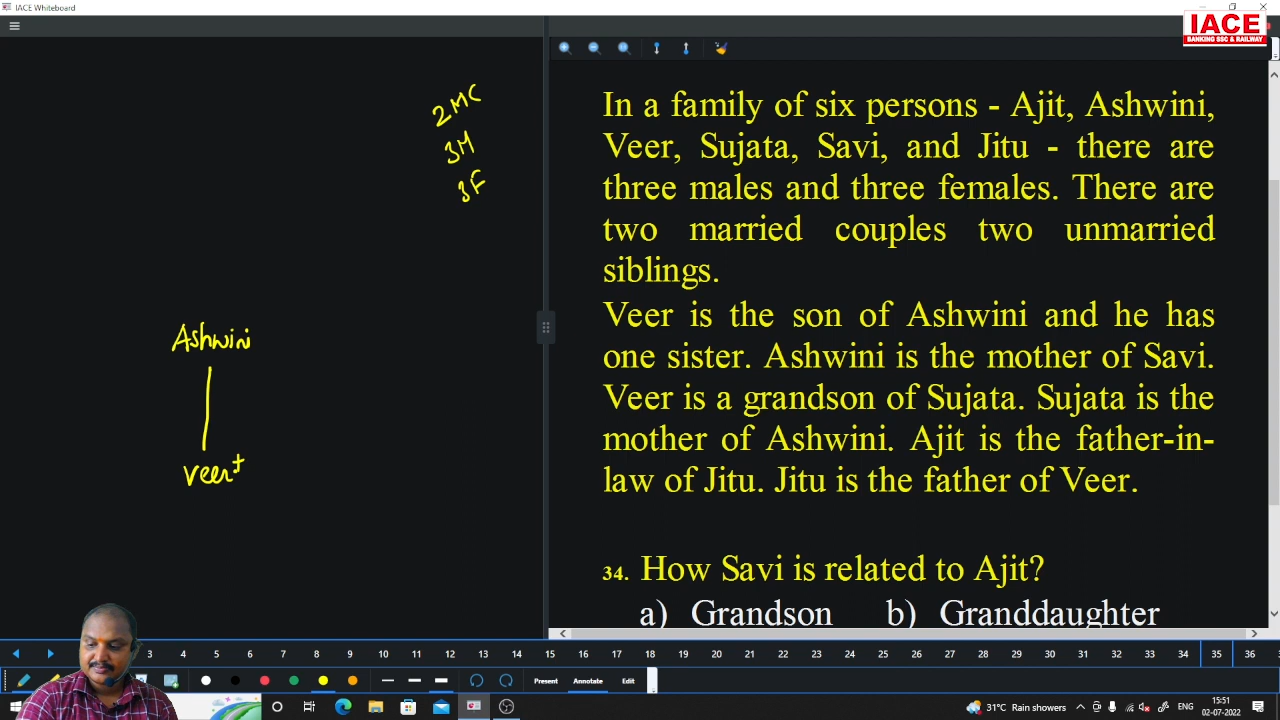 IACE Whiteboard
IACE
BANKING SSC & RAILWAY
2MC
3M
3F
In a family of six persons - Ajit, Ashwini,
Veer, Sujata, Savi, and Jitu - there are
three males and three females. There are
two married couples two unmarried
siblings.
Veer is the son of Ashwini and he has
one sister. Ashwini is the mother of Savi.
Veer is a grandson of Sujata. Sujata is the
mother of Ashwini. Ajit is the father-in-
law of Jitu. Jitu is the father of Veer.
Ashwini
Veer+
34. How Savi is related to Ajit?
a) Grandson b) Granddaughter
3 4 5 6 7 8 9 10 11 12 13 14 15 16 17 18 19 20 21 22 23 24 25 26 27 28 29 30 31 32 33 34 35 36
Present Annotate Edit
31°C Rain showers ENG 15:51
02-07-2022